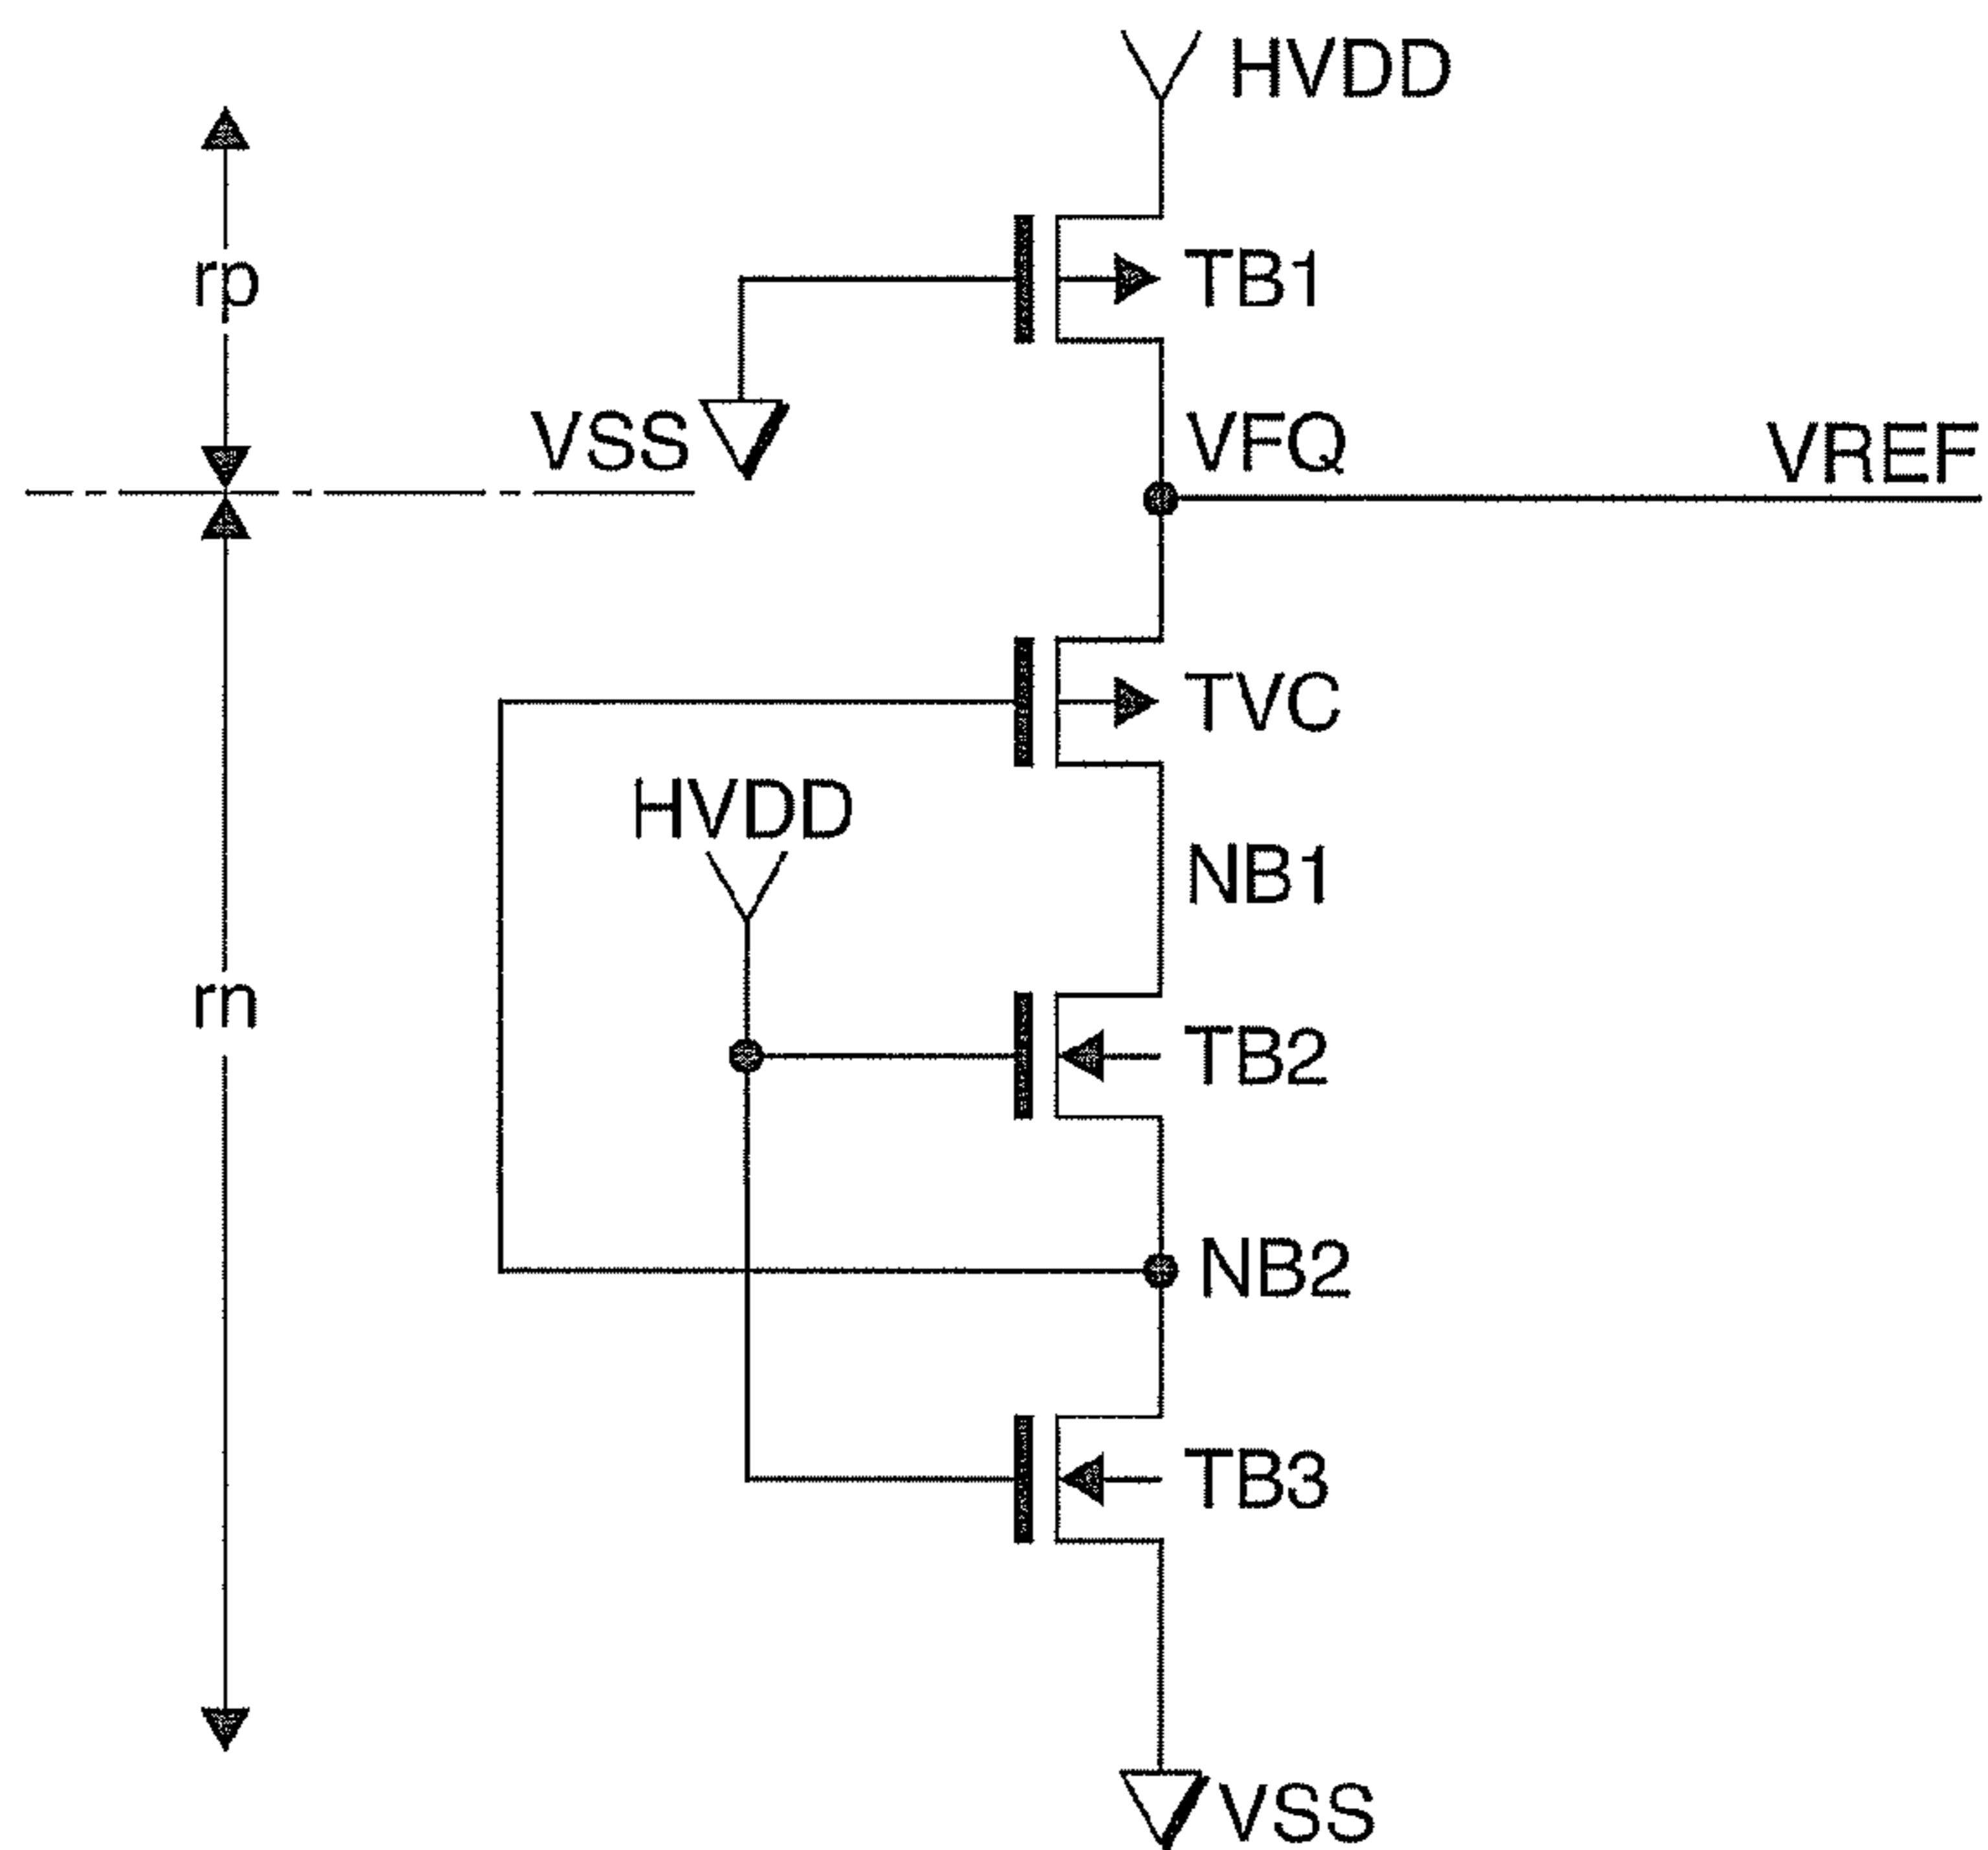 HVDD
rp
TB1
VSS
VFQ
VREF
TVC
HVDD
NB1
rn
TB2
NB2
TB3
VSS